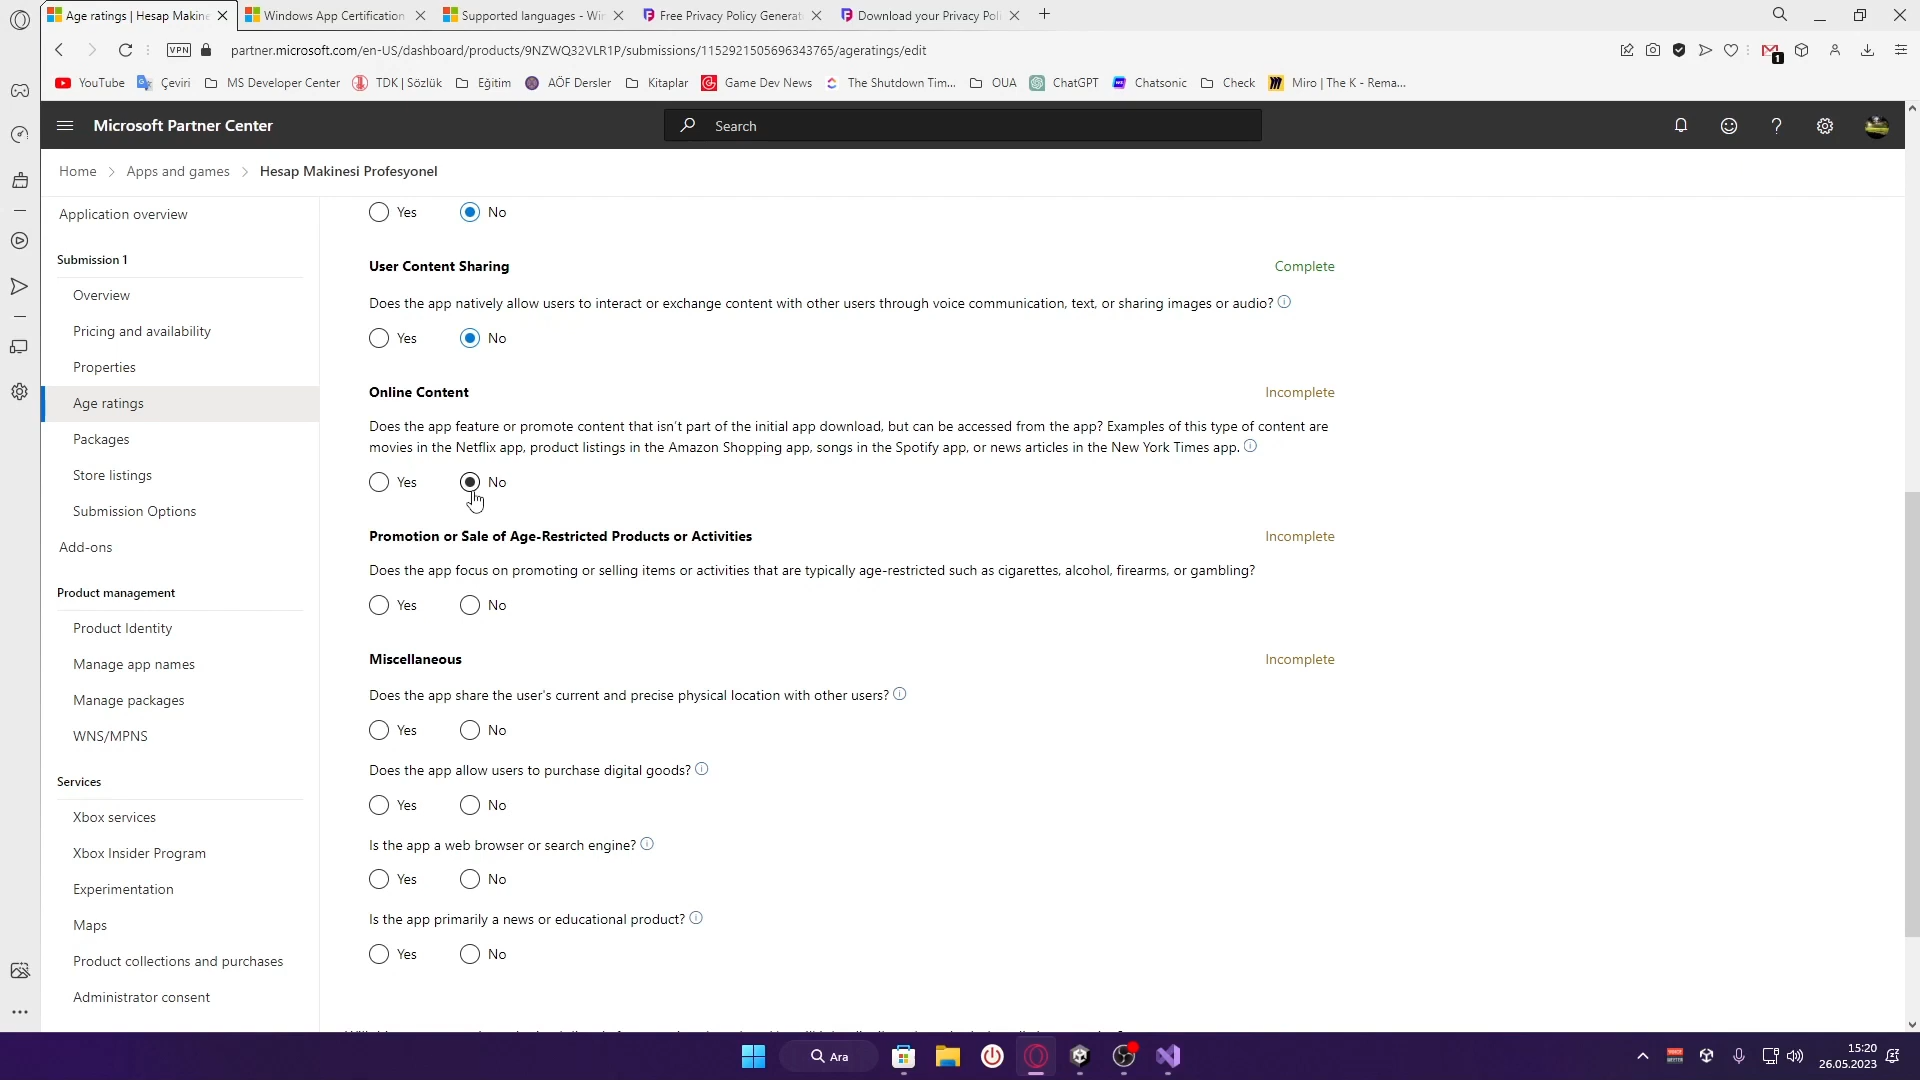 Age ratings | Hesap Makine
Windows App Certification
Supported languages - Wi
Free Privacy Policy Generat
Download your Privacy Poli
VPN
partner.microsoft.com/en-US/dashboard/products/9NZWQ32VLR1P/submissions/1152921505696343765/ageratings/edit
1
YouTube
Çeviri
MS Developer Center
TDK | Sözlük
Eğitim
AÖF Dersler
Kitaplar
Game Dev News
The Shutdown Tim...
OUA
ChatGPT
Chatsonic
Check
Miro | The K - Rema...
Microsoft Partner Center
Search
Home
Apps and games
Hesap Makinesi Profesyonel
Application overview
Submission 1
Overview
Pricing and availability
Properties
Age ratings
Packages
Store listings
Submission Options
Add-ons
Product management
Product Identity
Manage app names
Manage packages
WNS/MPNS
Services
Xbox services
Xbox Insider Program
Experimentation
Maps
Product collections and purchases
Administrator consent
Yes No
User Content Sharing Complete
Does the app natively allow users to interact or exchange content with other users through voice communication, text, or sharing images or audio?
Yes No
Online Content Incomplete
Does the app feature or promote content that isn't part of the initial app download, but can be accessed from the app? Examples of this type of content are
movies in the Netflix app, product listings in the Amazon Shopping app, songs in the Spotify app, or news articles in the New York Times app.
Yes No
Promotion or Sale of Age-Restricted Products or Activities Incomplete
Does the app focus on promoting or selling items or activities that are typically age-restricted such as cigarettes, alcohol, firearms, or gambling?
Yes No
Miscellaneous Incomplete
Does the app share the user's current and precise physical location with other users?
Yes No
Does the app allow users to purchase digital goods?
Yes No
Is the app a web browser or search engine?
Yes No
Is the app primarily a news or educational product?
Yes No
Ara
15:20
26.05.2023